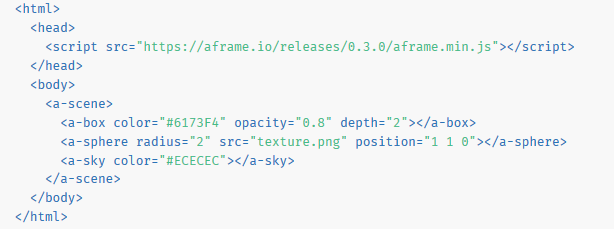 <html>
  <head>
    <script src="https://aframe.io/releases/0.3.0/aframe.min.js"></script>
  </head>
  <body>
    <a-scene>
      <a-box color="#6173F4" opacity="0.8" depth="2"></a-box>
      <a-sphere radius="2" src="texture.png" position="1 1 0"></a-sphere>
      <a-sky color="#ECECEC"></a-sky>
    </a-scene>
  </body>
</html>